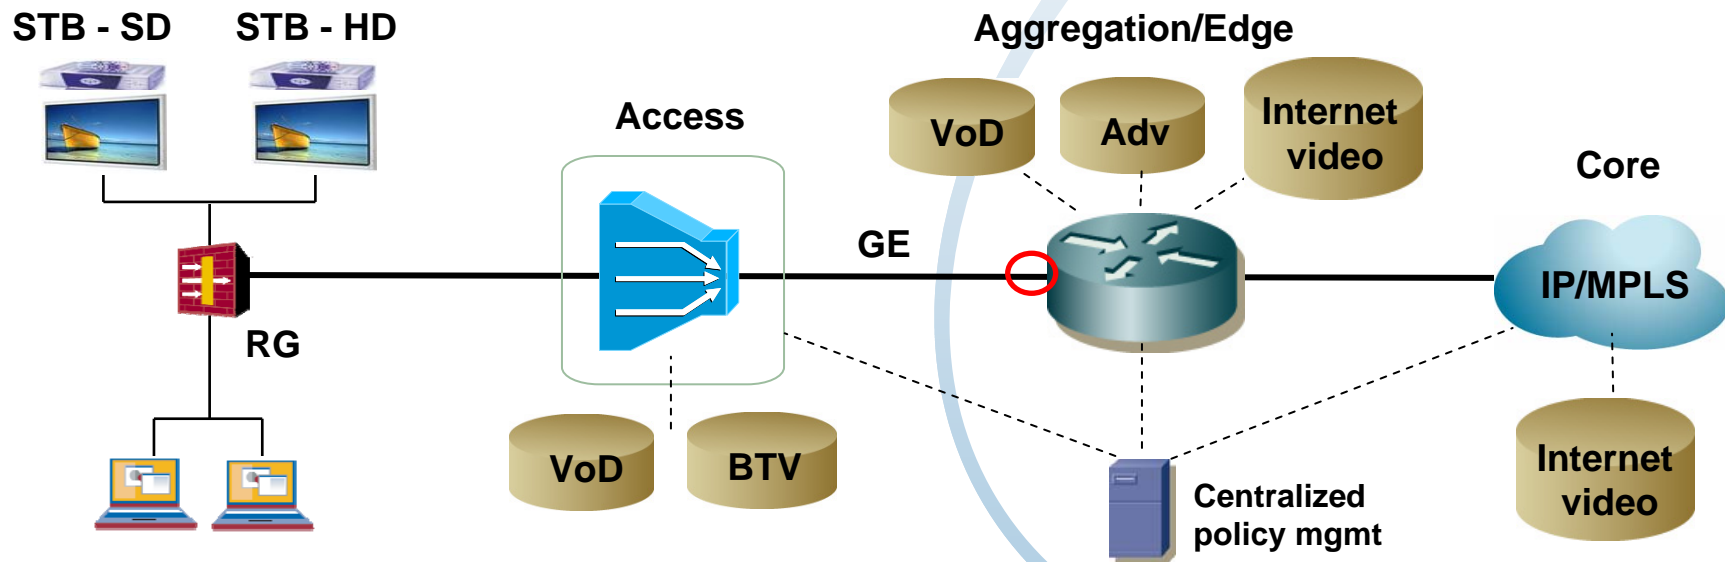 STB - SD
STB - HD
Aggregation/Edge
Access
VoD
Adv
Internet
video
Core
GE
IP/MPLS
RG
VoD
BTV
Centralized
policy mgmt
Internet
video